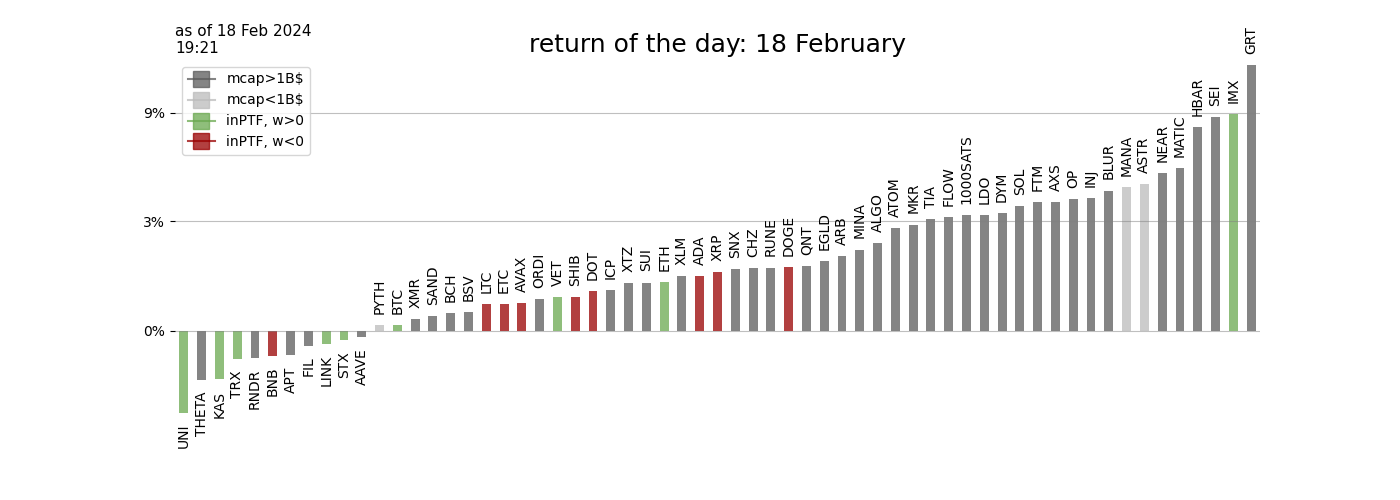 as of 18 Feb 2024
19:21
return of the day: 18 February
mcap>1B$
mcap<1B$
inPTF, w>0
inPTF, w<0
9%
3%
0%
UNI
THETA
KAS
TRX
RNDR
BNB
APT
FIL
LINK
STX
AAVE
PYTH
BTC
XMR
SAND
BCH
BSV
LTC
ETC
AVAX
ORDI
VET
SHIB
DOT
ICP
XTZ
SUI
ETH
XLM
ADA
XRP
SNX
CHZ
RUNE
DOGE
QNT
EGLD
ARB
MINA
ALGO
ATOM
MKR
TIA
FLOW
1000SATS
LDO
DYM
SOL
FTM
AXS
OP
INJ
BLUR
MANA
ASTR
NEAR
MATIC
HBAR
SEI
IMX
GRT